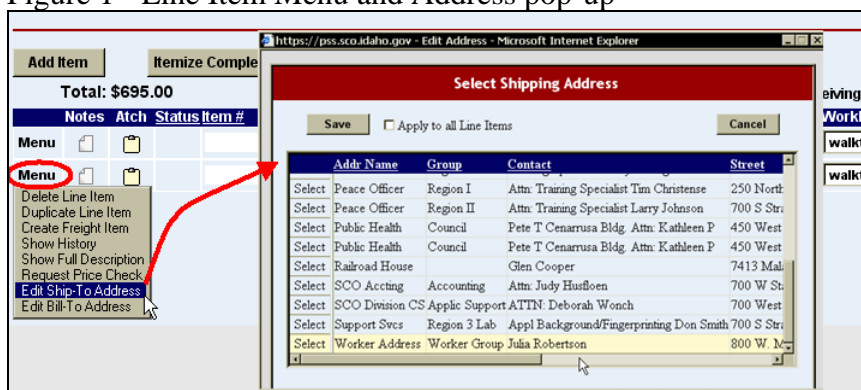 Figure 1 - Line Item Menu and Address pop-up
https://pss.sco.idaho.gov - Edit Address - Microsoft Internet Explorer
Add Item Itemize Comple
Select Shipping Address
Total: $695.00
eiving
Save Apply to all Line Items Cancel
Notes Atch Status Item #
Workl
Menu
walkt
Menu
walkt
Addr Name Group Contact Street
Select Peace Officer Region I Attn: Training Specialist Tim Christense 250 North
Select Peace Officer Region II Attn: Training Specialist Larry Johnson 700 S Stra
Select Public Health Council Pete T Cenarrusa Bldg. Attn: Kathleen P 450 West
Select Public Health Council Pete T Cenarrusa Bldg. Attn: Kathleen P 450 West
Select Railroad House Glen Cooper 7413 Mala
Select SCO Accting Accounting Attn: Judy Husfloen 700 W Sta
Select SCO Division CS Applic Support ATTN: Deborah Wonch 700 West
Select Support Svcs Region 3 Lab Appl Background/Fingerprinting Don Smith 700 S Stra
Select Worker Address Worker Group Julia Robertson 800 W. M
Delete Line Item
Duplicate Line Item
Create Freight Item
Show History
Show Full Description
Request Price Check
Edit Ship-To Address
Edit Bill-To Address